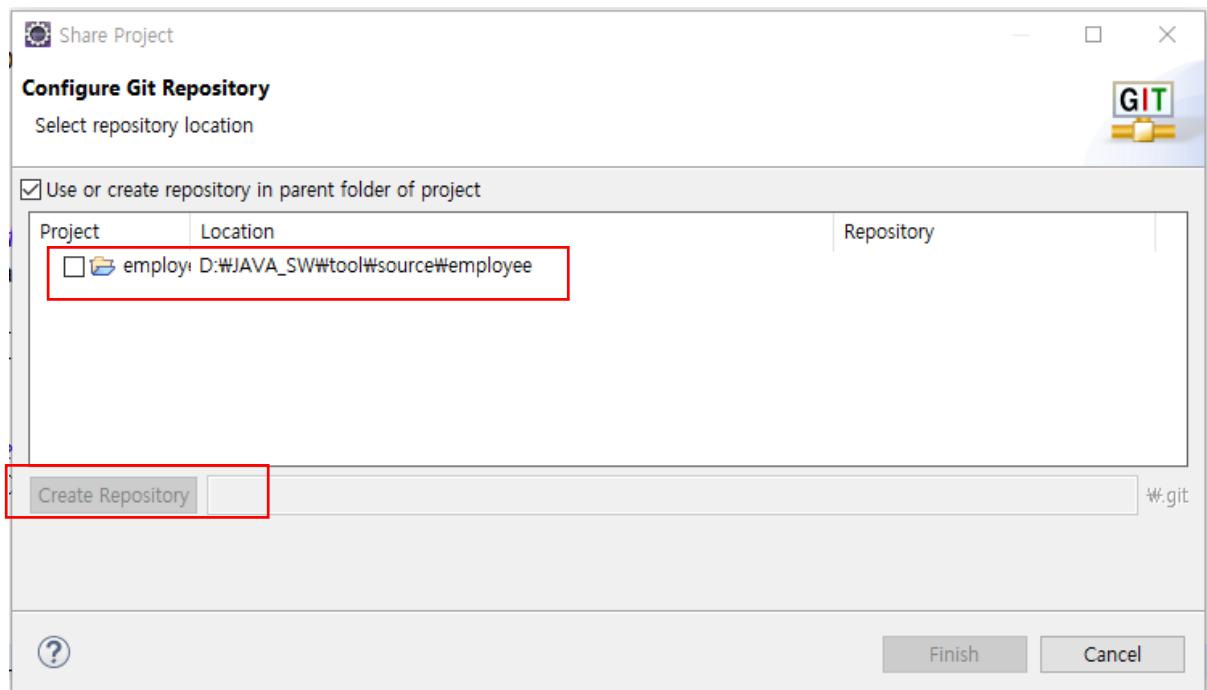 Share Project
Configure Git Repository
Select repository location
GIT
Use or create repository in parent folder of project
Project Location Repository
employ D:₩JAVA_SW₩tool₩source₩employee
Create Repository ₩.git
? Finish Cancel